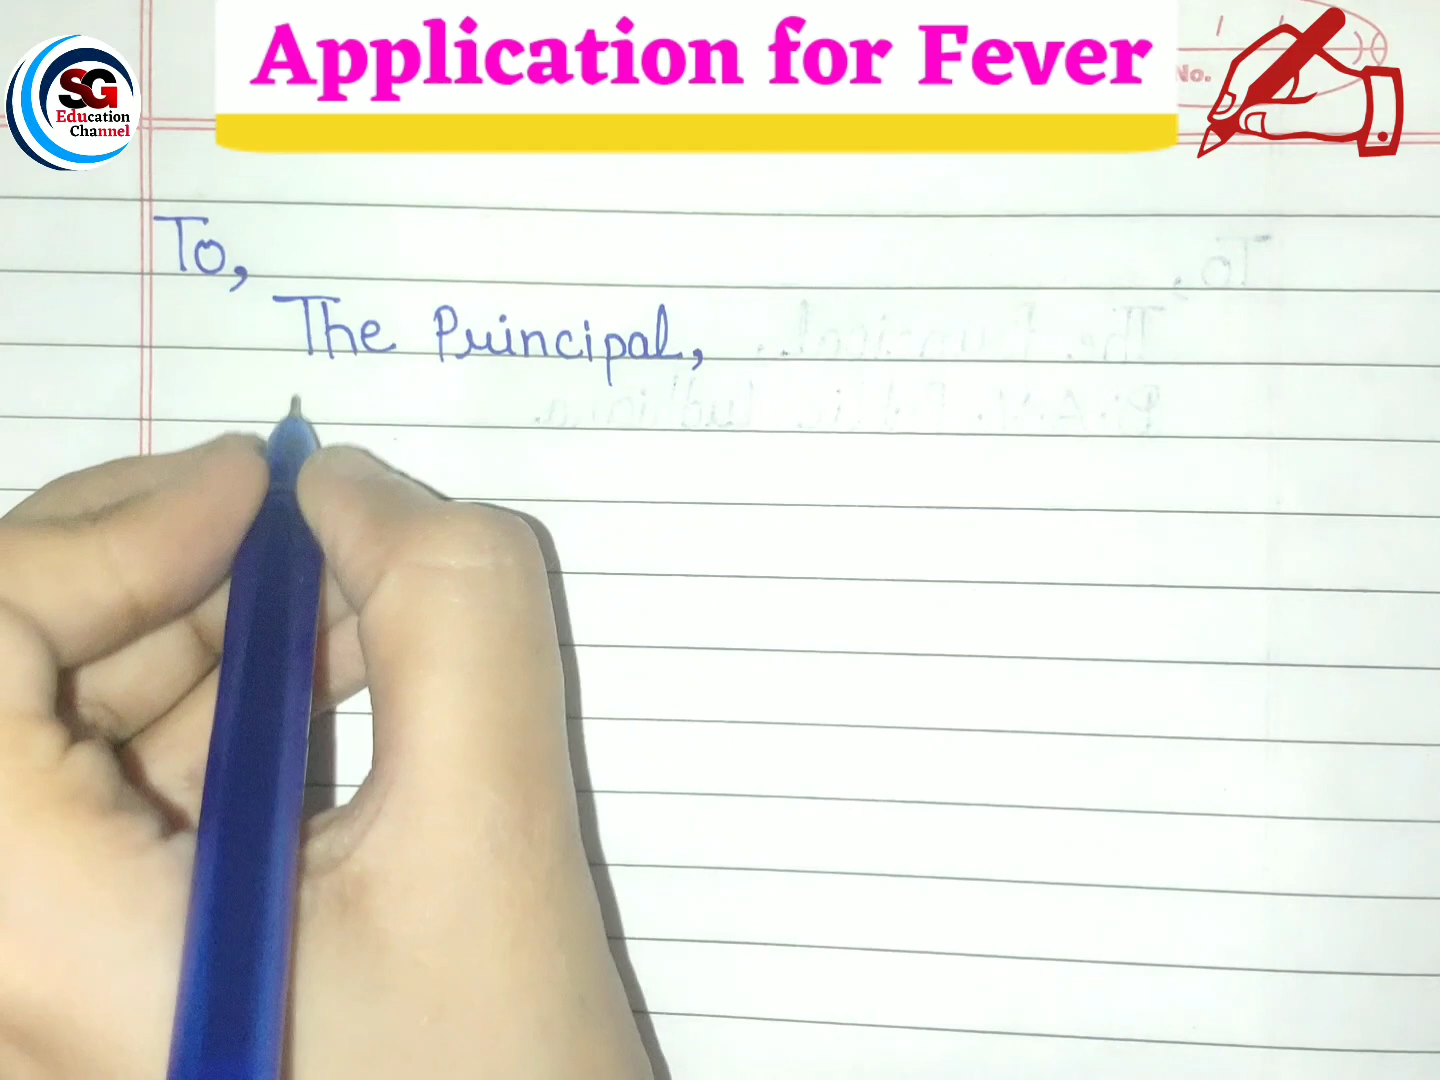 Application for Fever
SG
Education
Channel
No.
To,
The Principal,